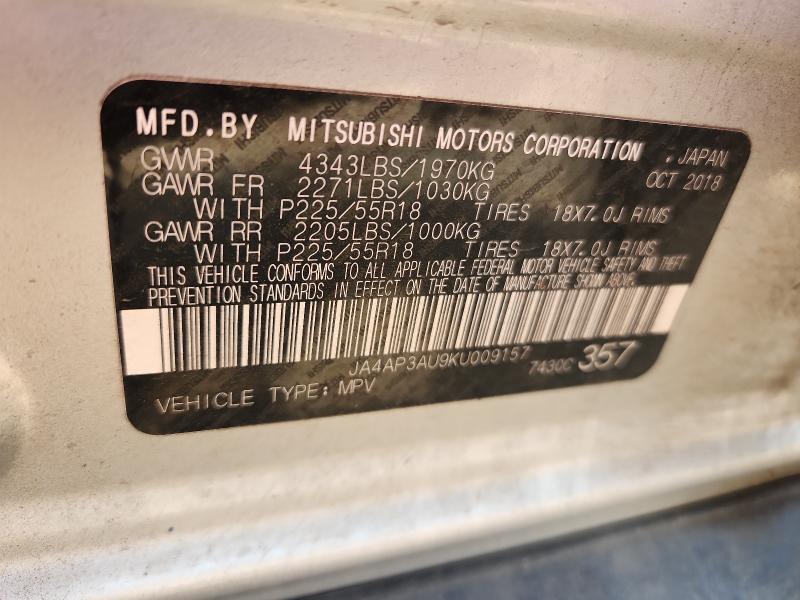 MFD.BY MITSUBISHI MOTORS CORPORATION . JAPAN
GVWR 4343LBS/1970KG OCT 2018
GAWR FR 2271LBS/1030KG
WITH P225/55R18 TIRES 18X7.0J RIMS
GAWR RR 2205LBS/1000KG
WITH P225/55R18 TIRES 18X7.0J RIMS
THIS VEHICLE CONFORMS TO ALL APPLICABLE FEDERAL MOTOR VEHICLE SAFETY AND THEFT
PREVENTION STANDARDS IN EFFECT ON THE DATE OF MANUFACTURE SHOWN ABOVE.
JA4AP3AU9KU009157 7430C 357
VEHICLE TYPE: MPV